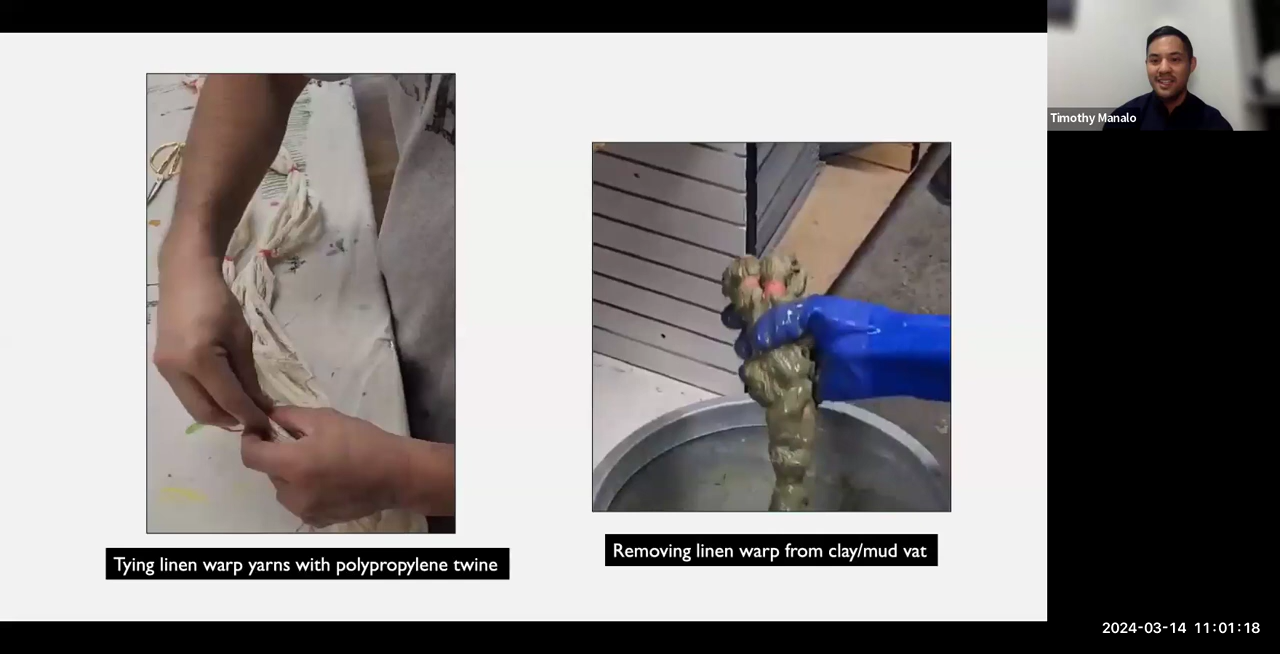 Timothy Manalo
Tying linen warp yarns with polypropylene twine
Removing linen warp from clay/mud vat
2024-03-14 11:01:18